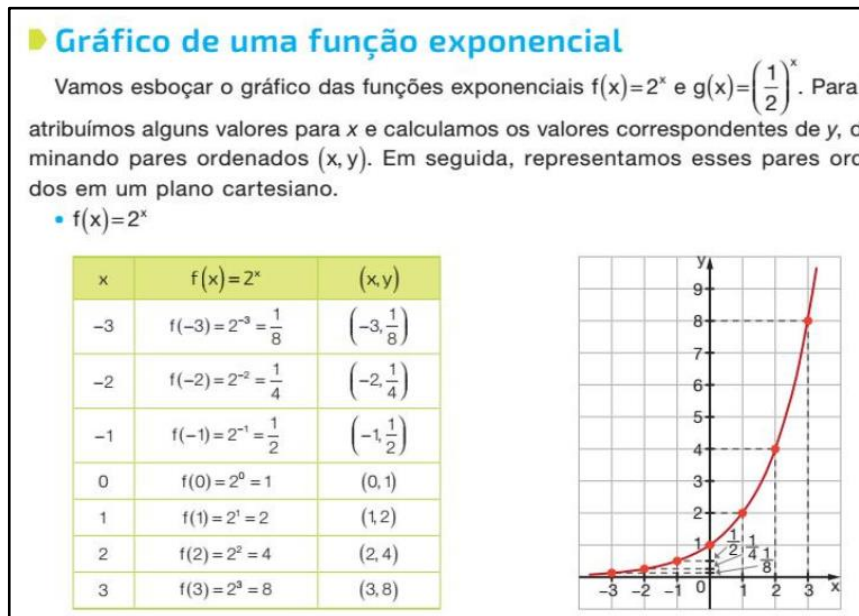 Gráfico de uma função exponencial
Vamos esboçar o gráfico das funções exponenciais f(x)=2ˣ e g(x)=(1/2)ˣ. Para
atribuímos alguns valores para x e calculamos os valores correspondentes de y, d
minando pares ordenados (x, y). Em seguida, representamos esses pares ord
dos em um plano cartesiano.
• f(x)=2ˣ
x f(x)=2ˣ (x,y)
−3 f(−3)=2⁻³=1/8 (−3, 1/8)
−2 f(−2)=2⁻²=1/4 (−2, 1/4)
−1 f(−1)=2⁻¹=1/2 (−1, 1/2)
0 f(0)=2⁰=1 (0, 1)
1 f(1)=2¹=2 (1, 2)
2 f(2)=2²=4 (2, 4)
3 f(3)=2³=8 (3, 8)
y
9
8
7
6
5
4
3
2
1
1/2 1/4 1/8
−3 −2 −1 0 1 2 3 x